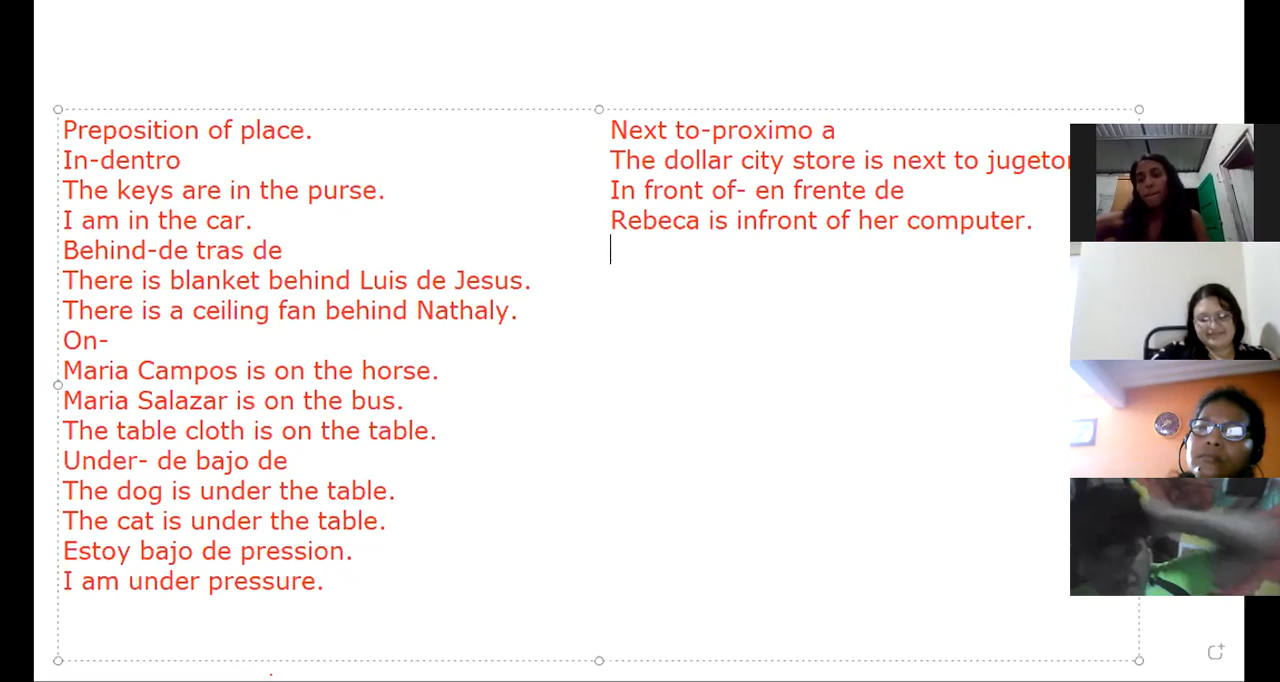 Preposition of place.
In-dentro
The keys are in the purse.
I am in the car.
Behind-de tras de
There is blanket behind Luis de Jesus.
There is a ceiling fan behind Nathaly.
On-
Maria Campos is on the horse.
Maria Salazar is on the bus.
The table cloth is on the table.
Under- de bajo de
The dog is under the table.
The cat is under the table.
Estoy bajo de pression.
I am under pressure.
Next to-proximo a
The dollar city store is next to
In front of- en frente de
Rebeca is infront of her computer.